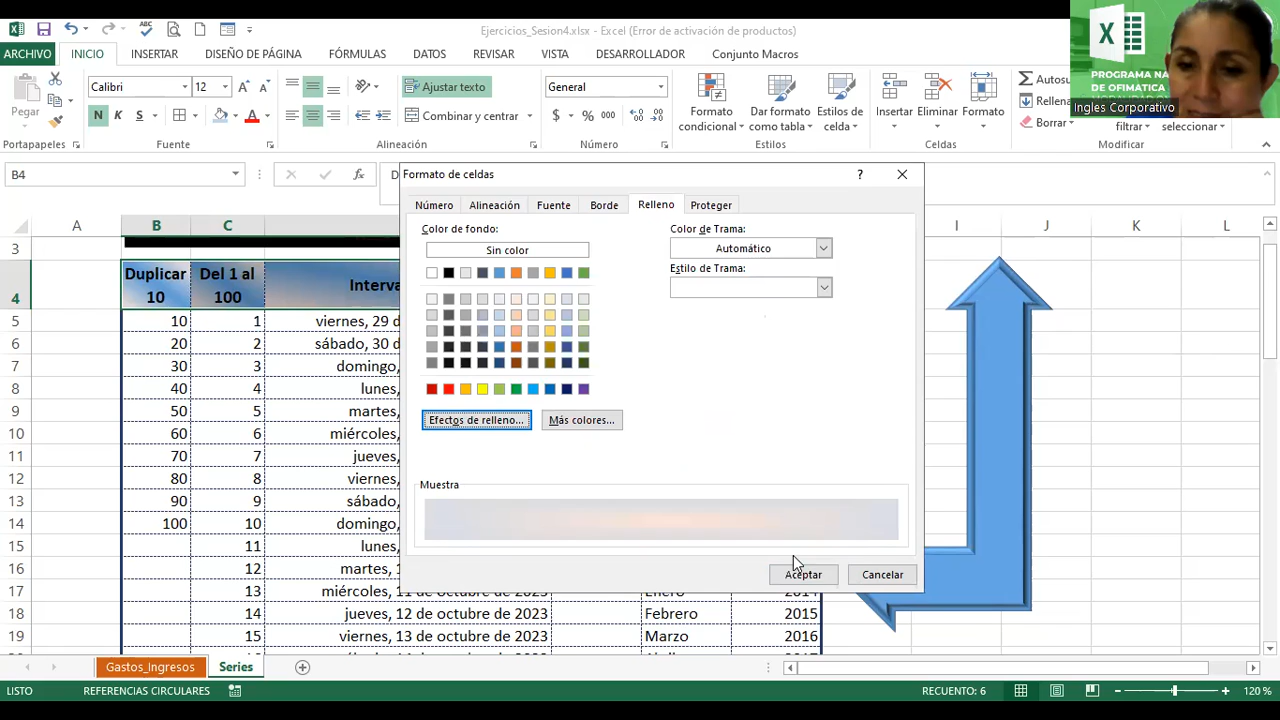 Ejercicios_Sesion4.xlsx - Excel (Error de activación de productos)
ARCHIVO INICIO INSERTAR DISEÑO DE PÁGINA FÓRMULAS DATOS REVISAR VISTA DESARROLLADOR Conjunto Macros
PROGRAMA NA
DE OFIMÁTICA
Ingles Corporativo
Pegar
Calibri 12
N K S
Ajustar texto
Combinar y centrar
General
$ % 000
Formato condicional
Dar formato como tabla
Estilos de celda
Insertar Eliminar Formato
Autosu
Rellena
Borrar
filtrar seleccionar
Portapapeles Fuente Alineación Número Estilos Celdas Modificar
B4
A B C I J K L
3
4 Duplicar 10 Del 1 al 100 Interva
5 10 1 viernes, 29 d
6 20 2 sábado, 30 d
7 30 3 domingo,
8 40 4 lunes,
9 50 5 martes,
10 60 6 miércoles,
11 70 7 jueves,
12 80 8 viernes,
13 90 9 sábado,
14 100 10 domingo,
15 11 lunes,
16 12 martes, 1
17 13 miércoles, 11 de octubre de 2023 Enero 2014
18 14 jueves, 12 de octubre de 2023 Febrero 2015
19 15 viernes, 13 de octubre de 2023 Marzo 2016
Formato de celdas
Número Alineación Fuente Borde Relleno Proteger
Color de fondo:
Sin color
Color de Trama:
Automático
Estilo de Trama:
Efectos de relleno... Más colores...
Muestra
Aceptar Cancelar
Gastos_Ingresos Series
LISTO REFERENCIAS CIRCULARES RECUENTO: 6 120 %